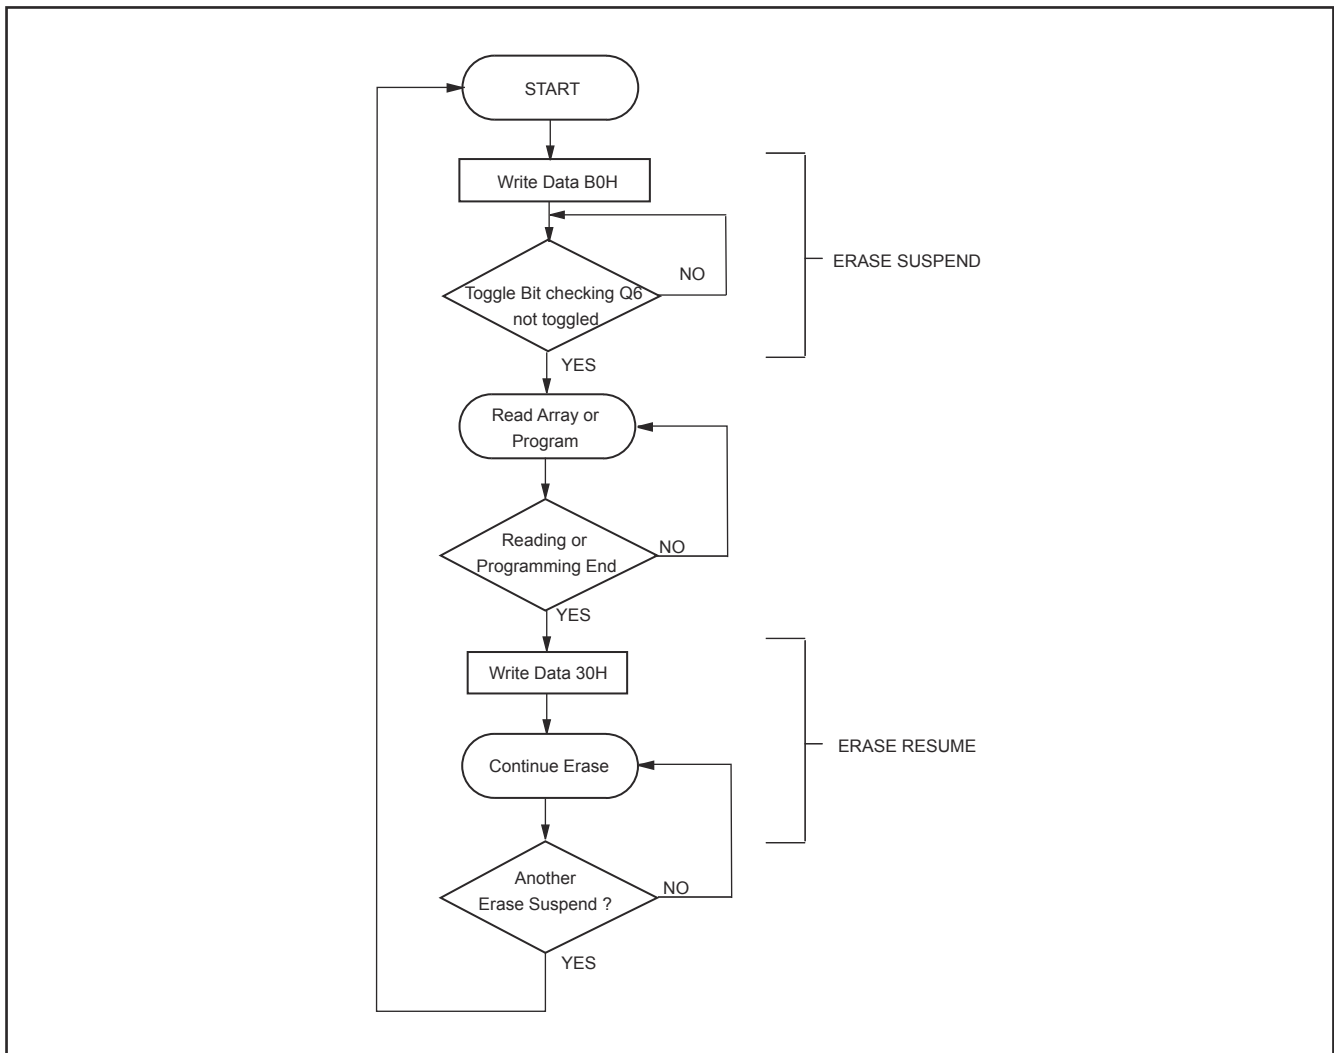 START
Write Data B0H
ERASE SUSPEND
NO
Toggle Bit checking Q6
not toggled
YES
Read Array or
Program
Reading or
Programming End
NO
YES
Write Data 30H
ERASE RESUME
Continue Erase
Another
Erase Suspend ?
NO
YES